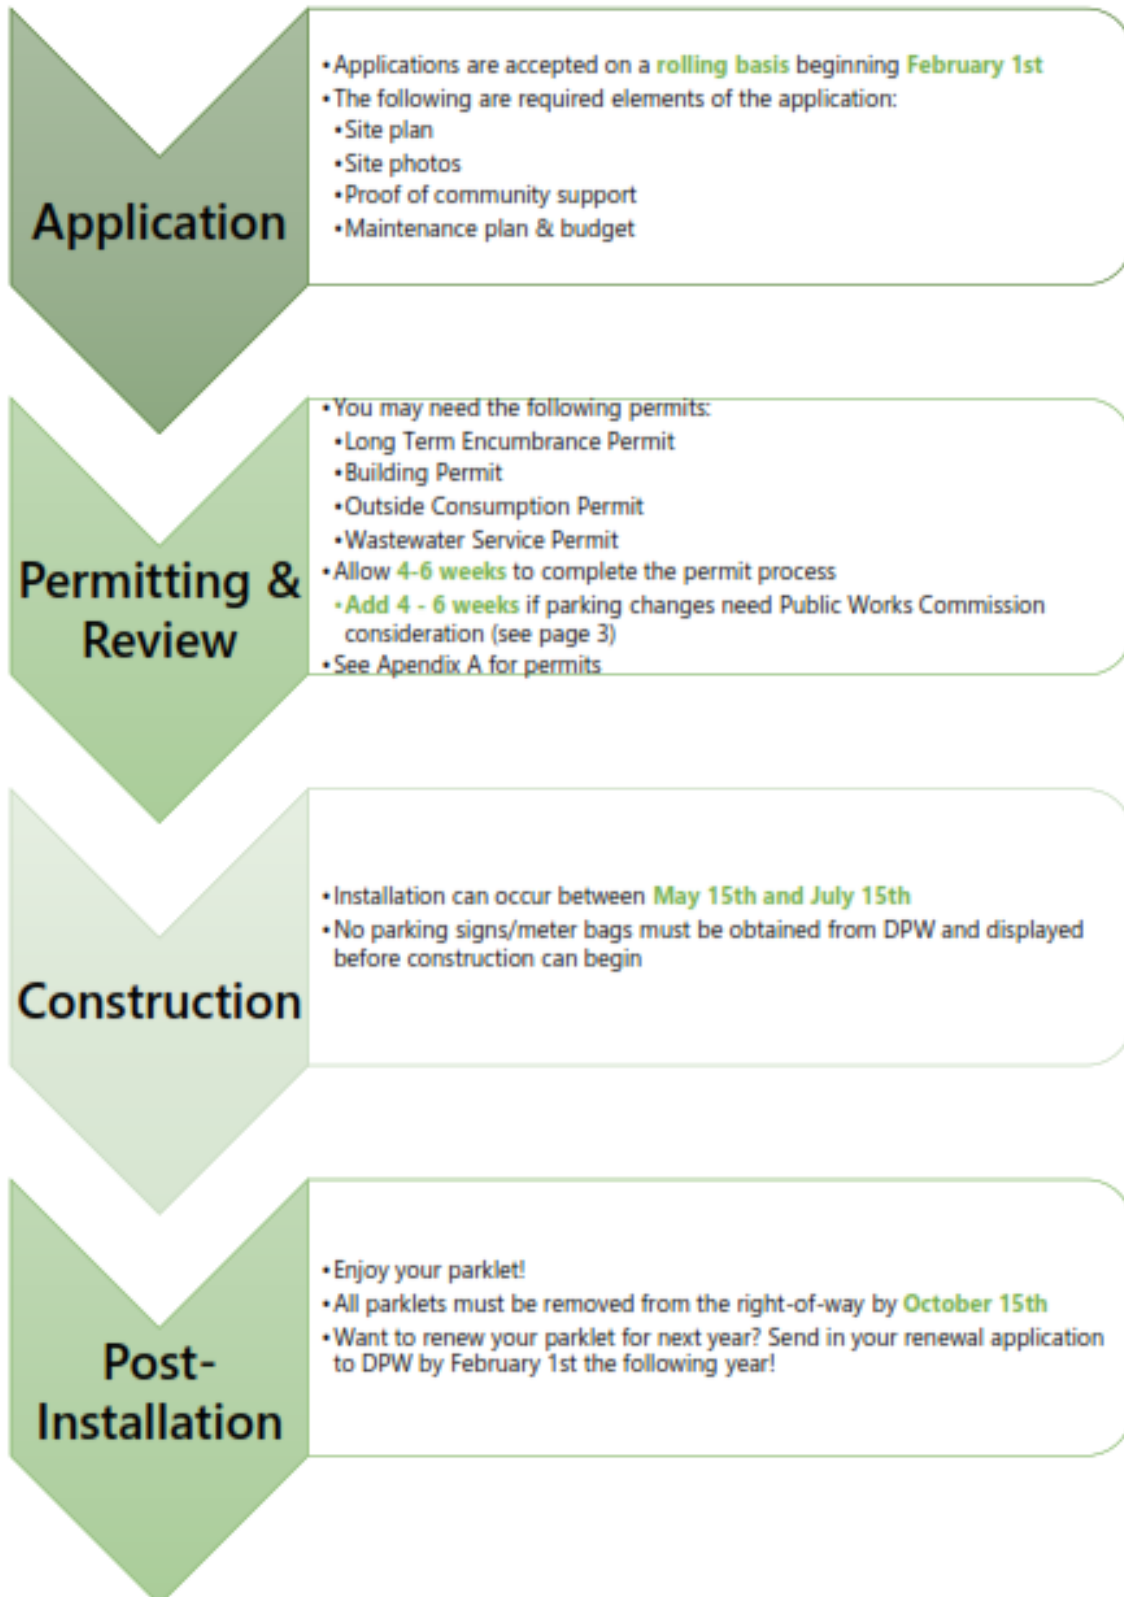 Application
•Applications are accepted on a rolling basis beginning February 1st
•The following are required elements of the application:
•Site plan
•Site photos
•Proof of community support
•Maintenance plan & budget
Permitting &
Review
•You may need the following permits:
•Long Term Encumbrance Permit
•Building Permit
•Outside Consumption Permit
•Wastewater Service Permit
•Allow 4-6 weeks to complete the permit process
•Add 4 - 6 weeks if parking changes need Public Works Commission
consideration (see page 3)
•See Apendix A for permits
Construction
•Installation can occur between May 15th and July 15th
•No parking signs/meter bags must be obtained from DPW and displayed
before construction can begin
Post-
Installation
•Enjoy your parklet!
•All parklets must be removed from the right-of-way by October 15th
•Want to renew your parklet for next year? Send in your renewal application
to DPW by February 1st the following year!